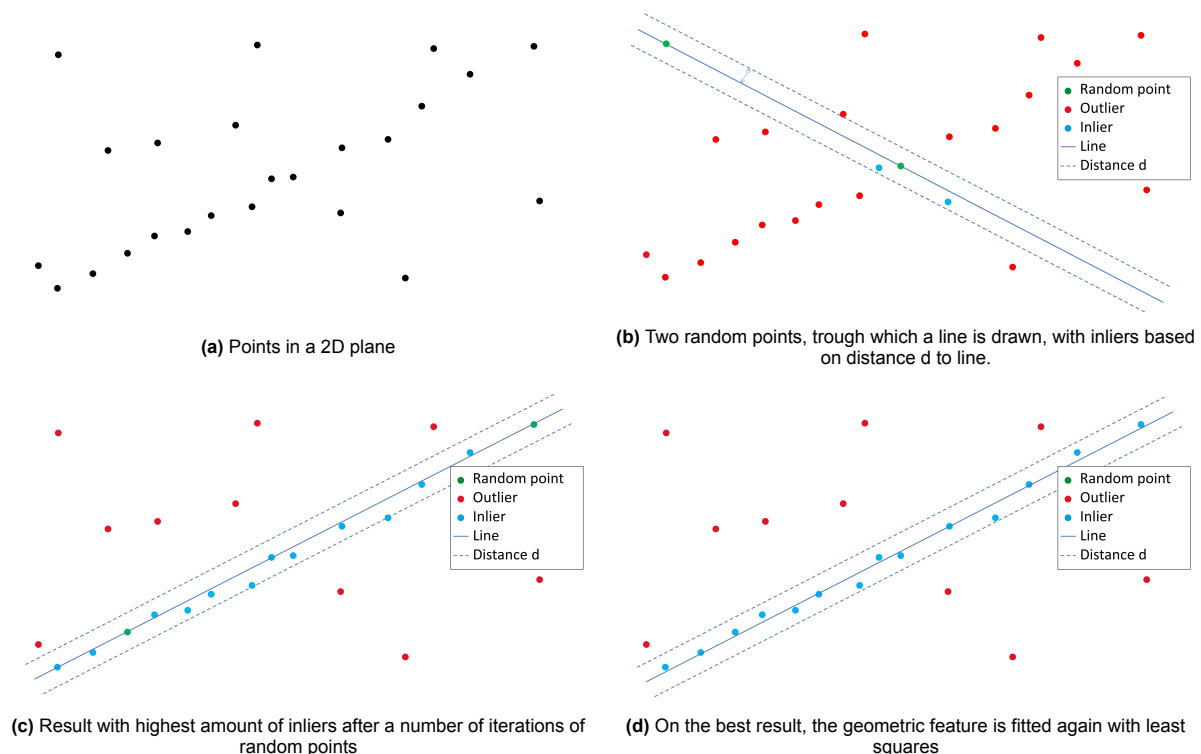 Random point
Outlier
Inlier
Line
Distance d
(a) Points in a 2D plane
(b) Two random points, trough which a line is drawn, with inliers based
on distance d to line.
Random point
Outlier
Inlier
Line
Distance d
Random point
Outlier
Inlier
Line
Distance d
(c) Result with highest amount of inliers after a number of iterations of
random points
(d) On the best result, the geometric feature is fitted again with least
squares